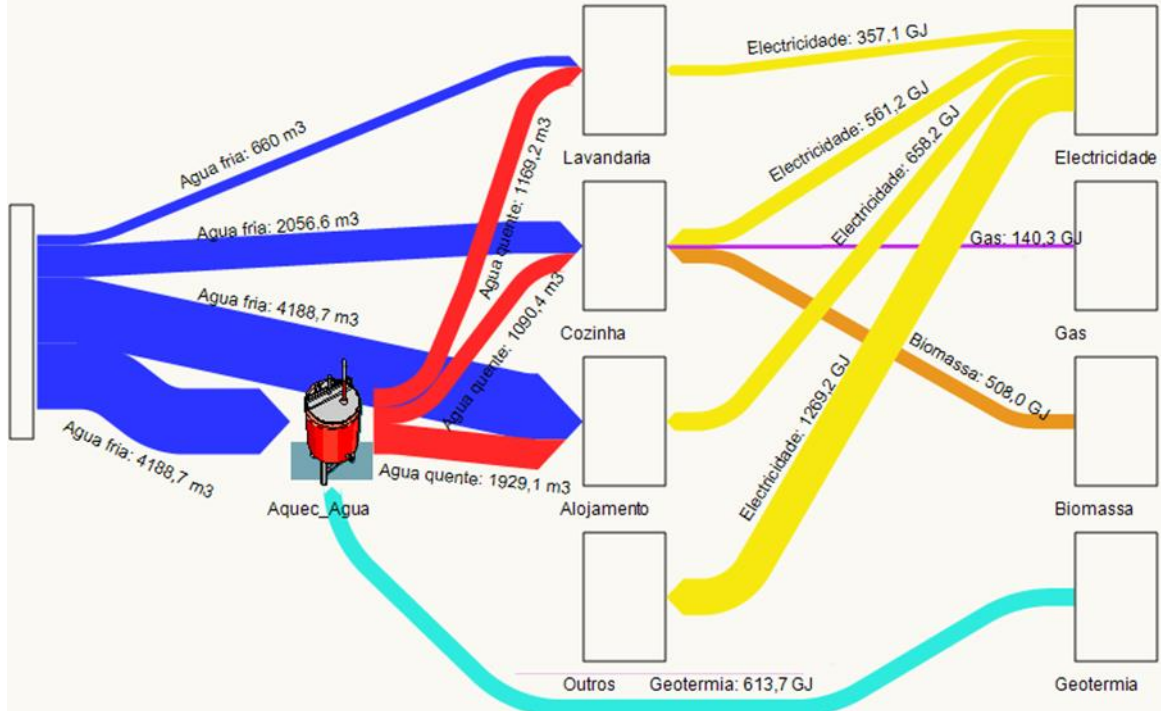 Electricidade: 357,1 GJ
Agua fria: 660 m3
Lavandaria
Electricidade
Electricidade: 561,2 GJ
Electricidade: 658,2 GJ
Agua quente: 1169,2 m3
Agua fria: 2056,6 m3
Gas: 140,3 GJ
Agua fria: 4188,7 m3
Agua quente: 1090,4 m3
Cozinha
Gas
Biomassa: 508,0 GJ
Electricidade: 1269,2 GJ
Agua fria: 4188,7 m3
Agua quente: 1929,1 m3
Aquec_Agua
Alojamento
Biomassa
Outros
Geotermia: 613,7 GJ
Geotermia